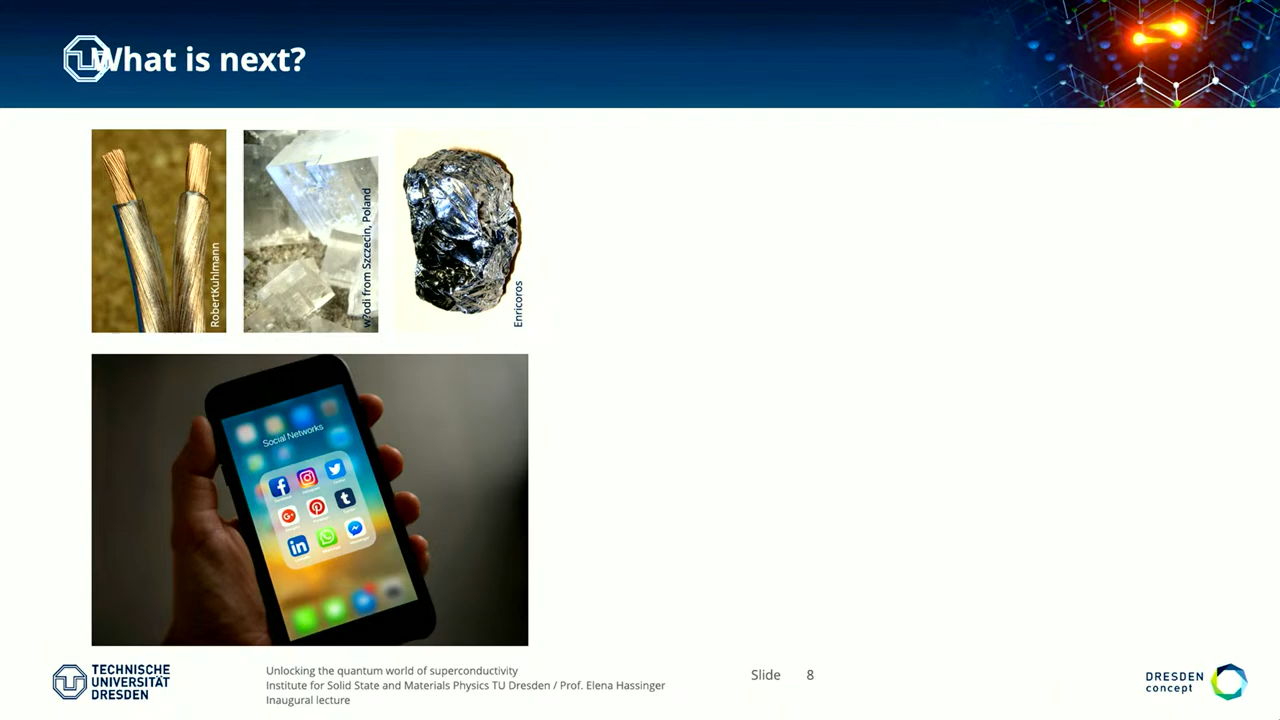 What is next?
RobertKuhlmann
w?odi from Szczecin, Poland
Enricoros
Social Networks
TECHNISCHE
UNIVERSITÄT
DRESDEN
Unlocking the quantum world of superconductivity
Institute for Solid State and Materials Physics TU Dresden / Prof. Elena Hassinger
Inaugural lecture
Slide 8
DRESDEN
concept